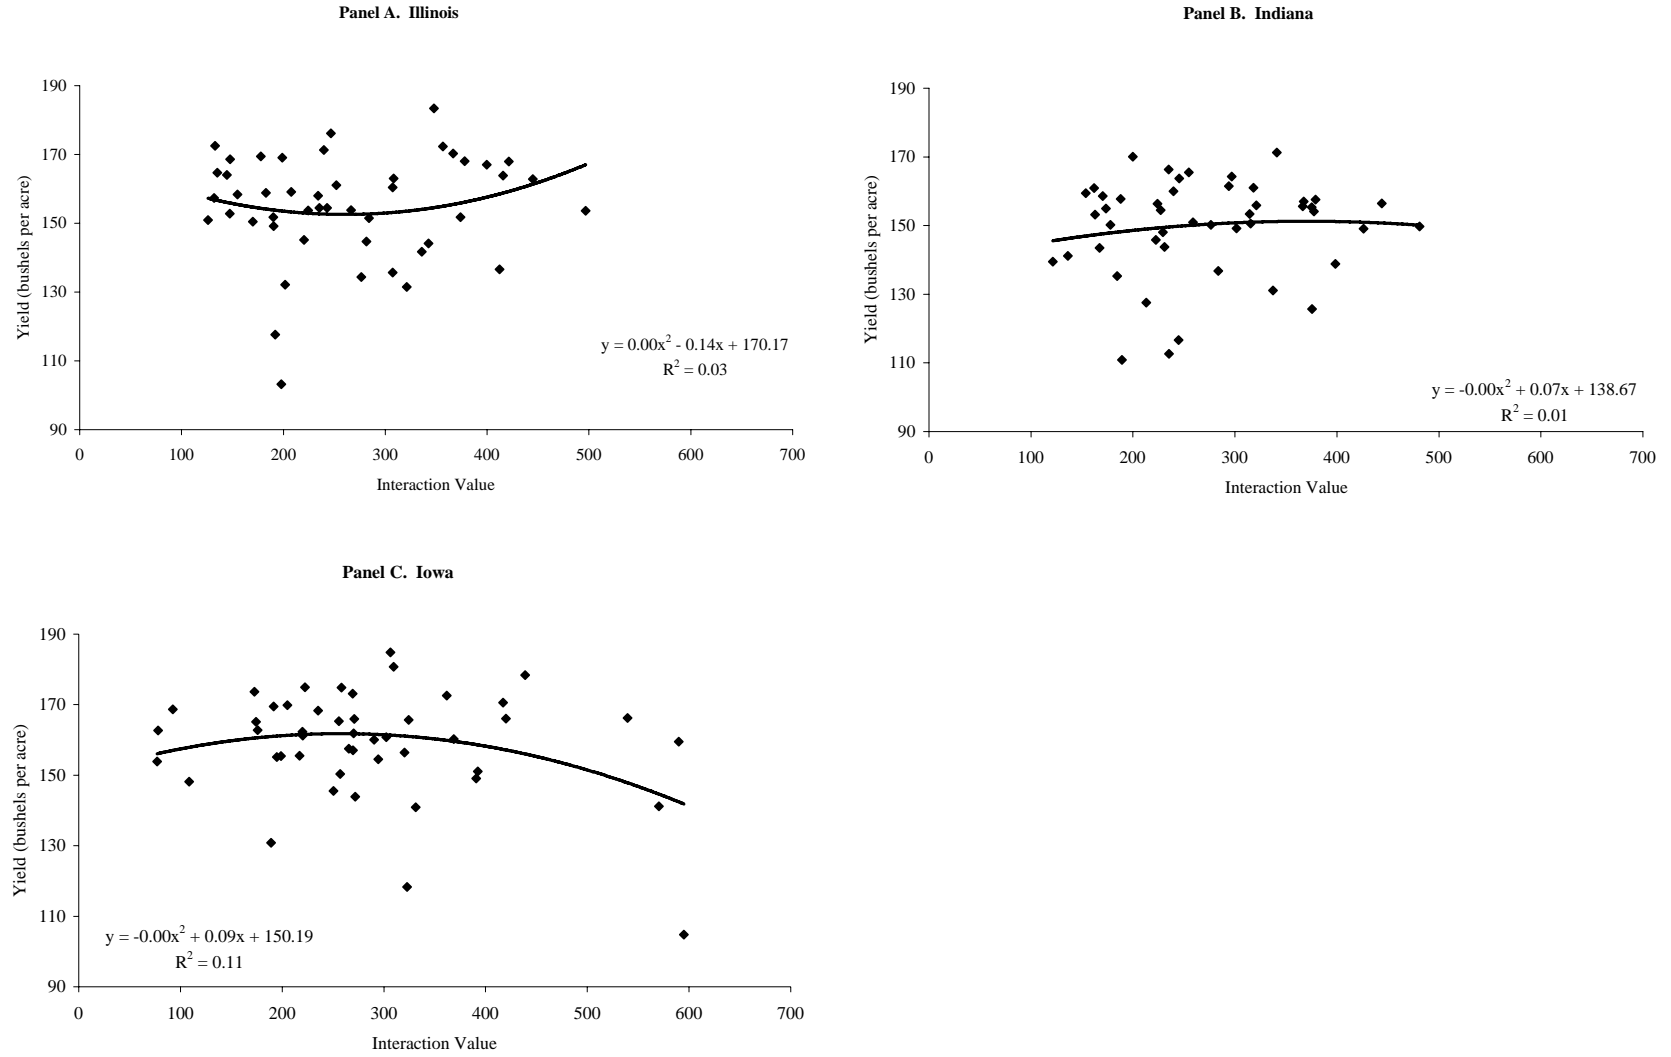 Panel A.  Illinois
Yield (bushels per acre)
190
170
150
130
110
90
y = 0.00x² - 0.14x + 170.17
R² = 0.03
0 100 200 300 400 500 600 700
Interaction Value
Panel B.  Indiana
Yield (bushels per acre)
190
170
150
130
110
90
y = -0.00x² + 0.07x + 138.67
R² = 0.01
0 100 200 300 400 500 600 700
Interaction Value
Panel C.  Iowa
Yield (bushels per acre)
190
170
150
130
110
90
y = -0.00x² + 0.09x + 150.19
R² = 0.11
0 100 200 300 400 500 600 700
Interaction Value